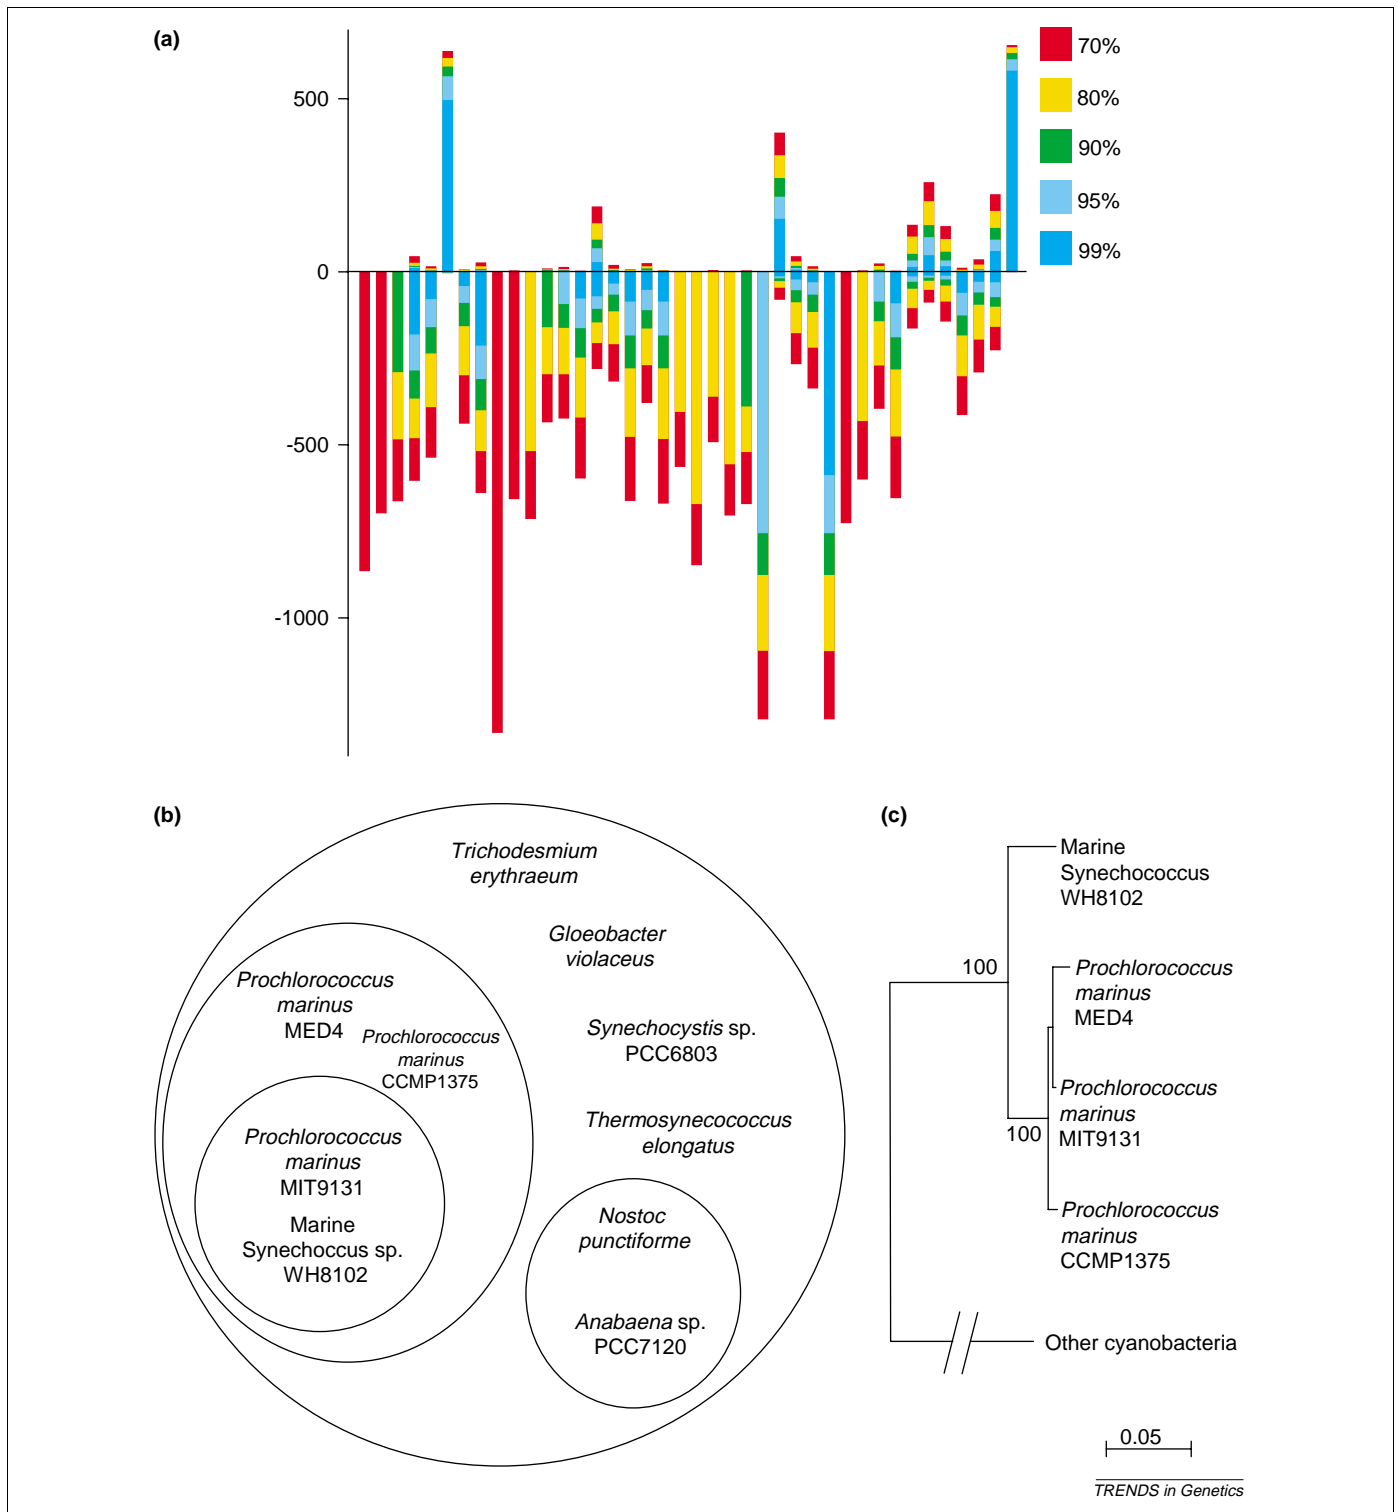 (a)
500
0
-500
-1000
70%
80%
90%
95%
99%
(b)
Trichodesmium
erythraeum
Gloeobacter
violaceus
Prochlorococcus
marinus
MED4
Prochlorococcus
marinus
CCMP1375
Synechocystis sp.
PCC6803
Thermosynecococcus
elongatus
Prochlorococcus
marinus
MIT9131
Marine
Synechoccus sp.
WH8102
Nostoc
punctiforme
Anabaena sp.
PCC7120
(c)
Marine
Synechococcus
WH8102
100
Prochlorococcus
marinus
MED4
Prochlorococcus
marinus
MIT9131
100
Prochlorococcus
marinus
CCMP1375
Other cyanobacteria
0.05
TRENDS in Genetics